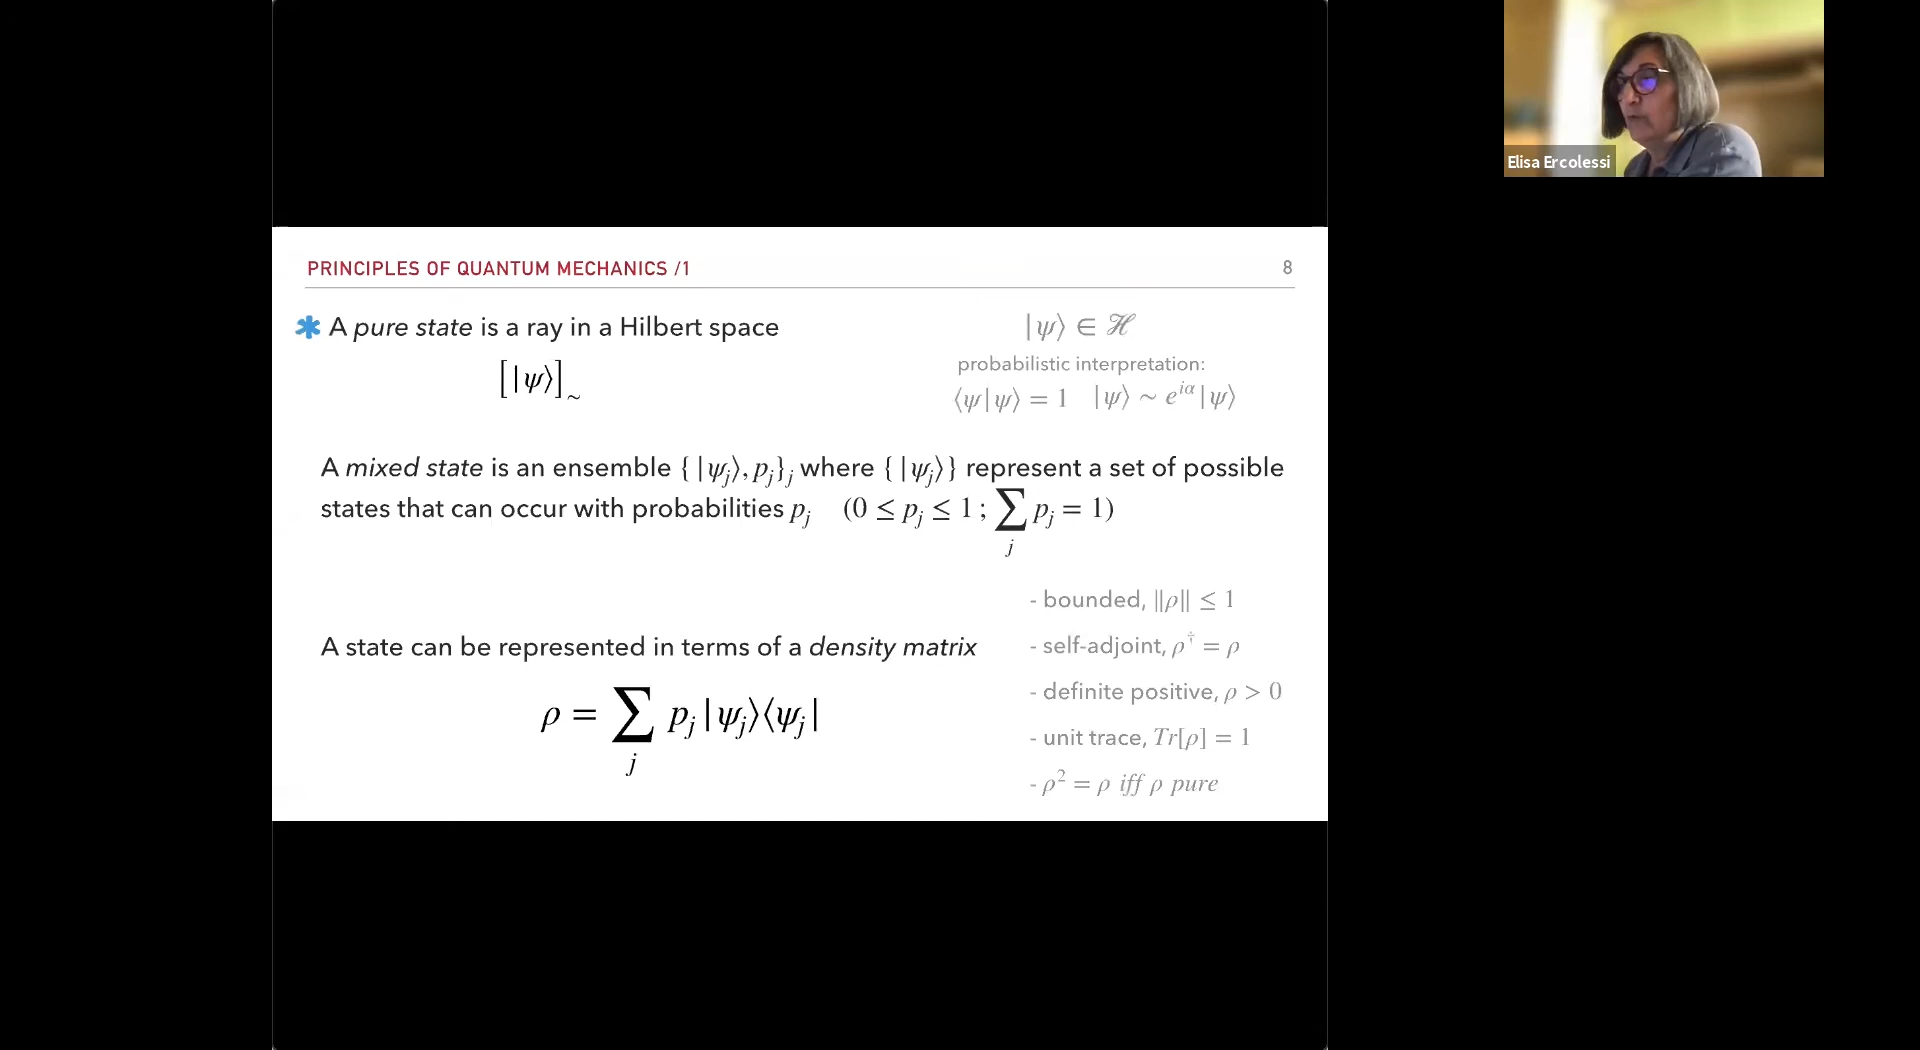 Elisa Ercolessi
PRINCIPLES OF QUANTUM MECHANICS /1
8
✱ A pure state is a ray in a Hilbert space
|ψ⟩ ∈ ℋ
[|ψ⟩]∼
probabilistic interpretation:
⟨ψ|ψ⟩ = 1 |ψ⟩ ∼ e^{iα}|ψ⟩
A mixed state is an ensemble {|ψ_j⟩, p_j}_j where {|ψ_j⟩} represent a set of possible
states that can occur with probabilities p_j (0 ≤ p_j ≤ 1 ; ∑_j p_j = 1)
A state can be represented in terms of a density matrix
ρ = ∑_j p_j |ψ_j⟩⟨ψ_j|
- bounded, ||ρ|| ≤ 1
- self-adjoint, ρ† = ρ
- definite positive, ρ > 0
- unit trace, Tr[ρ] = 1
- ρ² = ρ iff ρ pure